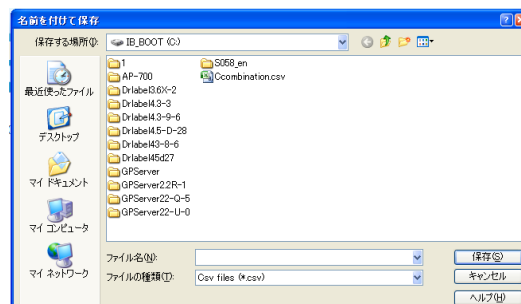 名前を付けて保存
保存する場所(I): IB_BOOT (C:)
最近使ったファイル
デスクトップ
マイ ドキュメント
マイ コンピュータ
マイ ネットワーク
1
AP-700
Drlabel3.6X-2
Drlabel4.3-3
Drlabel4.3-9-6
Drlabel4.5-D-28
Drlabel43-8-6
Drlabel45d27
GPServer
GPServer2.2R-1
GPServer22-Q-5
GPServer22-U-0
S058_en
Ccombination.csv
ファイル名(N):
保存(S)
ファイルの種類(T): Csv files (*.csv)
キャンセル
ヘルプ(H)